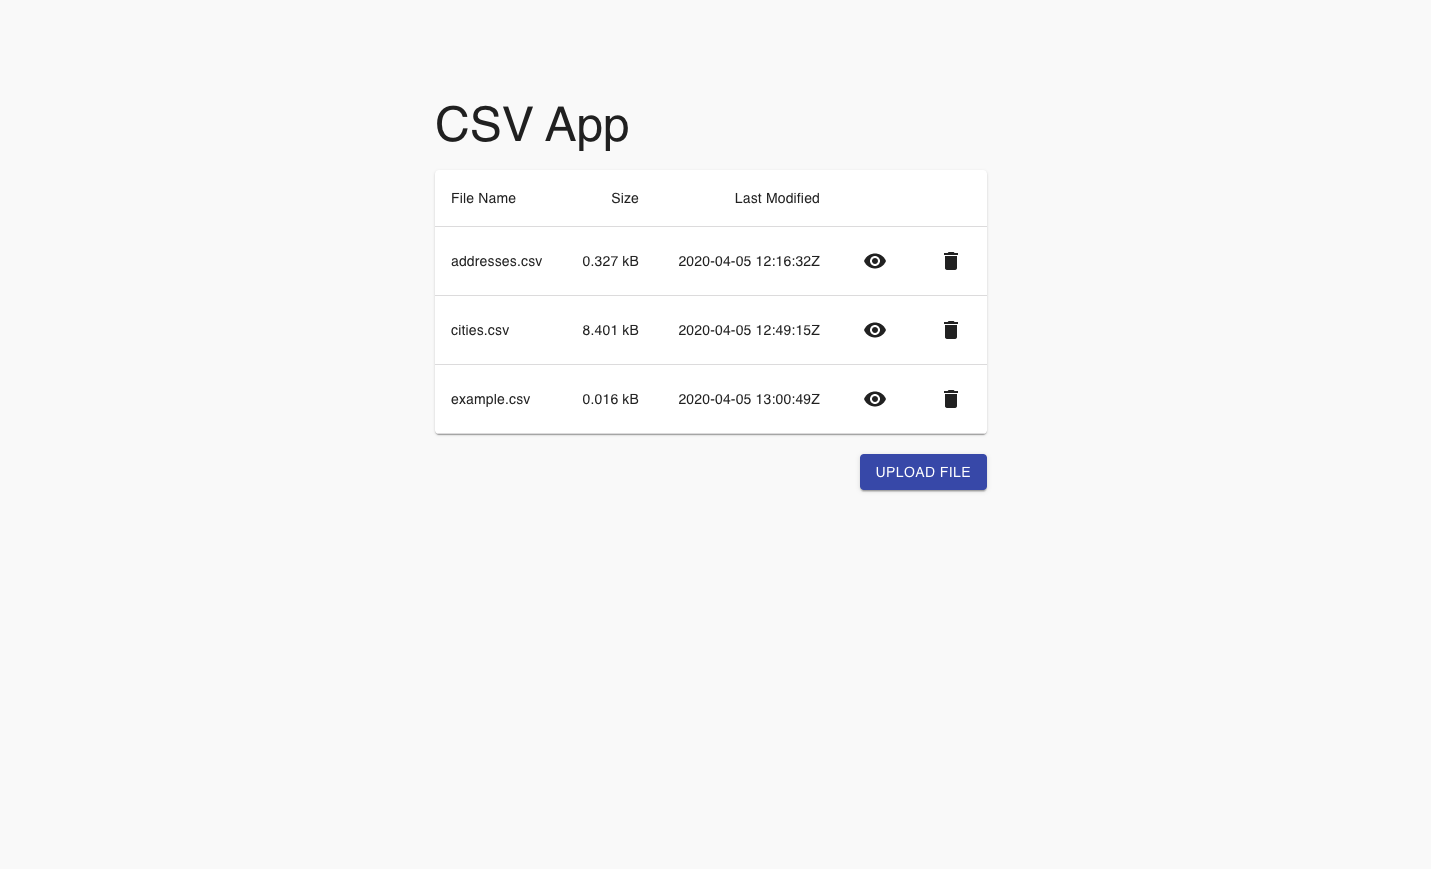 CSV App
File Name Size Last Modified
addresses.csv 0.327 kB 2020-04-05 12:16:32Z
cities.csv 8.401 kB 2020-04-05 12:49:15Z
example.csv 0.016 kB 2020-04-05 13:00:49Z
UPLOAD FILE